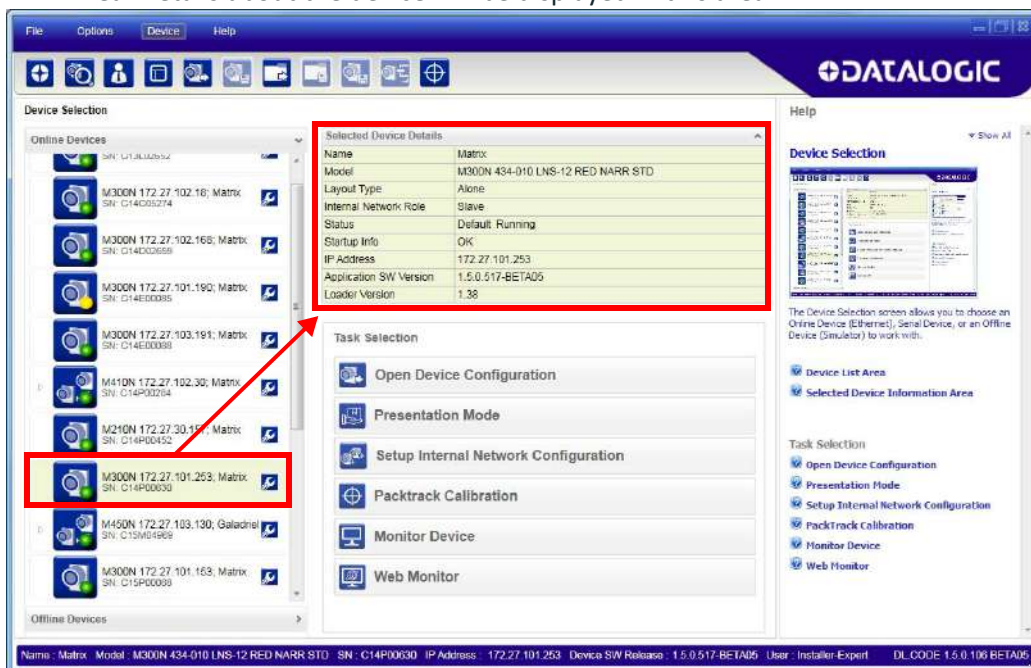 File Options Device Help
DATALOGIC
Device Selection
Online Devices
M300N 172.27.102.18; Matrix
SN: C14C05274
M300N 172.27.102.168; Matrix
SN: C14D02659
M300N 172.27.101.190; Matrix
SN: C14E00085
M300N 172.27.103.191; Matrix
SN: C14E00088
M410N 172.27.102.30; Matrix
SN: C14P00284
M210N 172.27.30.157; Matrix
SN: C14P00452
M300N 172.27.101.253; Matrix
SN: C14P00630
M450N 172.27.103.130; Galadriel
SN: C15M04969
M300N 172.27.101.163; Matrix
SN: C15P00088
Offline Devices
Selected Device Details
Name Matrix
Model M300N 434-010 LNS-12 RED NARR STD
Layout Type Alone
Internal Network Role Slave
Status Default Running
Startup Info OK
IP Address 172.27.101.253
Application SW Version 1.5.0.517-BETA05
Loader Version 1.38
Task Selection
Open Device Configuration
Presentation Mode
Setup Internal Network Configuration
Packtrack Calibration
Monitor Device
Web Monitor
Help
Show All
Device Selection
The Device Selection screen allows you to choose an
Online Device (Ethernet), Serial Device, or an Offline
Device (Simulator) to work with.
Device List Area
Selected Device Information Area
Task Selection
Open Device Configuration
Presentation Mode
Setup Internal Network Configuration
PackTrack Calibration
Monitor Device
Web Monitor
Name : Matrix Model : M300N 434-010 LNS-12 RED NARR STD SN : C14P00630 IP Address : 172.27.101.253 Device SW Release : 1.5.0.517-BETA05 User : Installer-Expert DL.CODE 1.5.0.106 BETA05